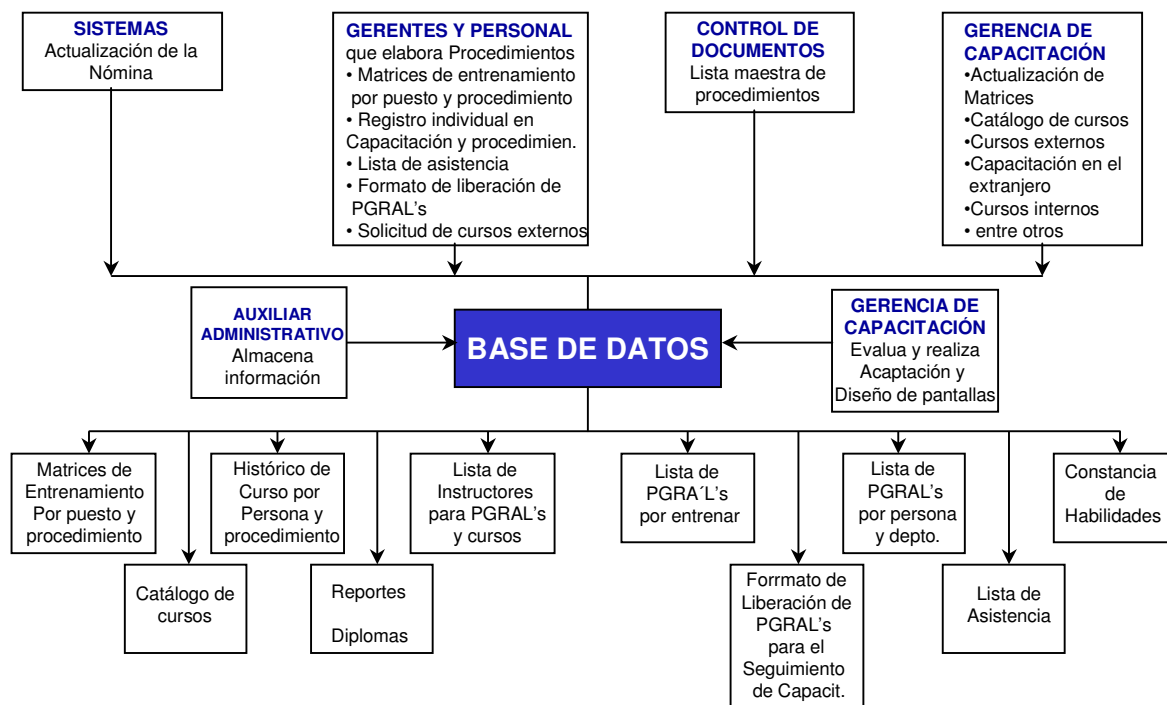 SISTEMAS
Actualización de la
Nómina
GERENTES Y PERSONAL
que elabora Procedimientos
• Matrices de entrenamiento
por puesto y procedimiento
• Registro individual en
Capacitación y procedimien.
• Lista de asistencia
• Formato de liberación de
PGRAL's
• Solicitud de cursos externos
CONTROL DE
DOCUMENTOS
Lista maestra de
procedimientos
GERENCIA DE
CAPACITACIÓN
•Actualización de
Matrices
•Catálogo de cursos
•Cursos externos
•Capacitación en el
extranjero
•Cursos internos
• entre otros
AUXILIAR
ADMINISTRATIVO
Almacena
información
BASE DE DATOS
GERENCIA DE
CAPACITACIÓN
Evalua y realiza
Acaptación y
Diseño de pantallas
Matrices de
Entrenamiento
Por puesto y
procedimiento
Histórico de
Curso por
Persona y
procedimiento
Lista de
Instructores
para PGRAL's
y cursos
Lista de
PGRA´L's
por entrenar
Lista de
PGRAL's
por persona
y depto.
Constancia
de
Habilidades
Catálogo de
cursos
Reportes
Diplomas
Forrmato de
Liberación de
PGRAL's
para el
Seguimiento
de Capacit.
Lista de
Asistencia